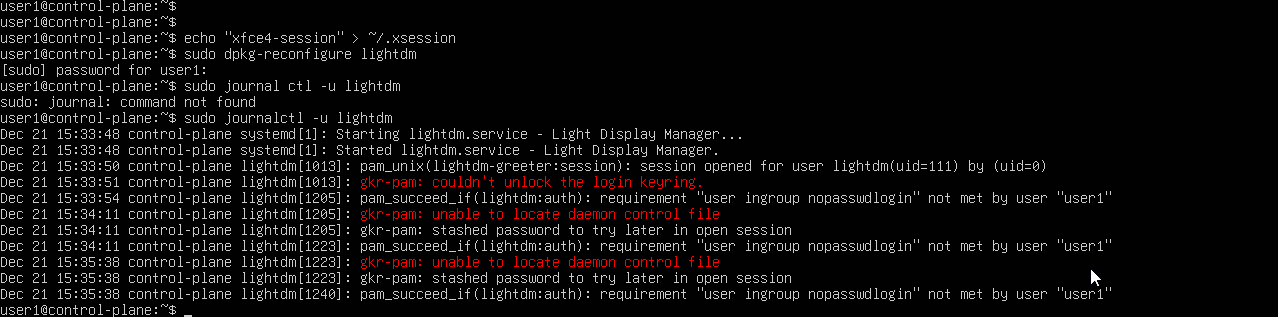 user1@control-plane:~$
user1@control-plane:~$
user1@control-plane:~$ echo "xfce4-session" > ~/.xsession
user1@control-plane:~$ sudo dpkg-reconfigure lightdm
[sudo] password for user1:
user1@control-plane:~$ sudo journal ctl -u lightdm
sudo: journal: command not found
user1@control-plane:~$ sudo journalctl -u lightdm
Dec 21 15:33:48 control-plane systemd[1]: Starting lightdm.service - Light Display Manager...
Dec 21 15:33:48 control-plane systemd[1]: Started lightdm.service - Light Display Manager.
Dec 21 15:33:50 control-plane lightdm[1013]: pam_unix(lightdm-greeter:session): session opened for user lightdm(uid=111) by (uid=0)
Dec 21 15:33:51 control-plane lightdm[1013]: gkr-pam: couldn't unlock the login keyring.
Dec 21 15:33:54 control-plane lightdm[1205]: pam_succeed_if(lightdm:auth): requirement "user ingroup nopasswdlogin" not met by user "user1"
Dec 21 15:34:11 control-plane lightdm[1205]: gkr-pam: unable to locate daemon control file
Dec 21 15:34:11 control-plane lightdm[1205]: gkr-pam: stashed password to try later in open session
Dec 21 15:34:11 control-plane lightdm[1223]: pam_succeed_if(lightdm:auth): requirement "user ingroup nopasswdlogin" not met by user "user1"
Dec 21 15:35:38 control-plane lightdm[1223]: gkr-pam: unable to locate daemon control file
Dec 21 15:35:38 control-plane lightdm[1223]: gkr-pam: stashed password to try later in open session
Dec 21 15:35:38 control-plane lightdm[1240]: pam_succeed_if(lightdm:auth): requirement "user ingroup nopasswdlogin" not met by user "user1"
user1@control-plane:~$ _